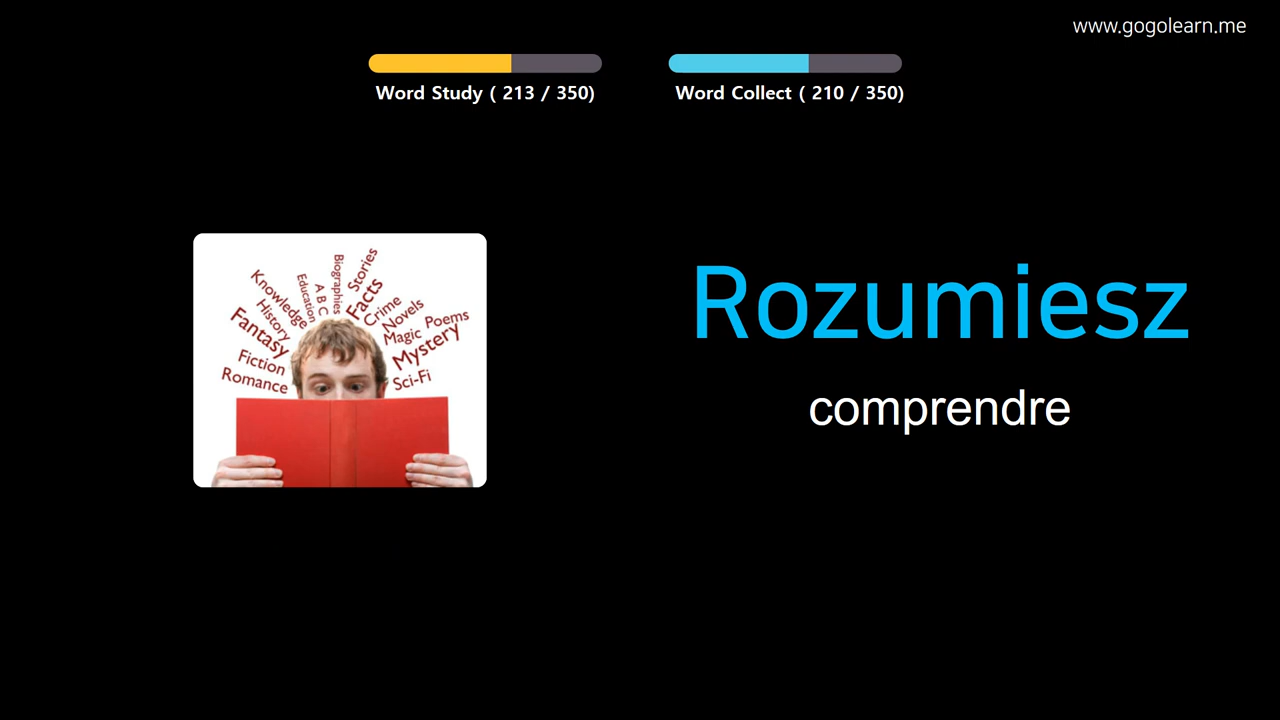 www.gogolearn.me
Word Study ( 213 / 350)
Word Collect ( 210 / 350)
Knowledge
History
Fantasy
Fiction
Romance
Education
A B C
Biographies
Stories
Facts
Crime
Novels
Magic
Poems
Mystery
Sci-Fi
Rozumiesz
comprendre